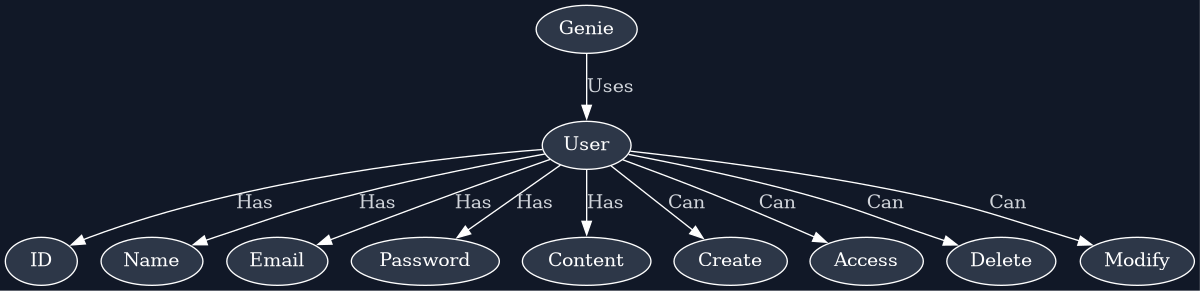 Genie
Uses
User
Has Has Has Has Has Can Can Can Can
ID Name Email Password Content Create Access Delete Modify